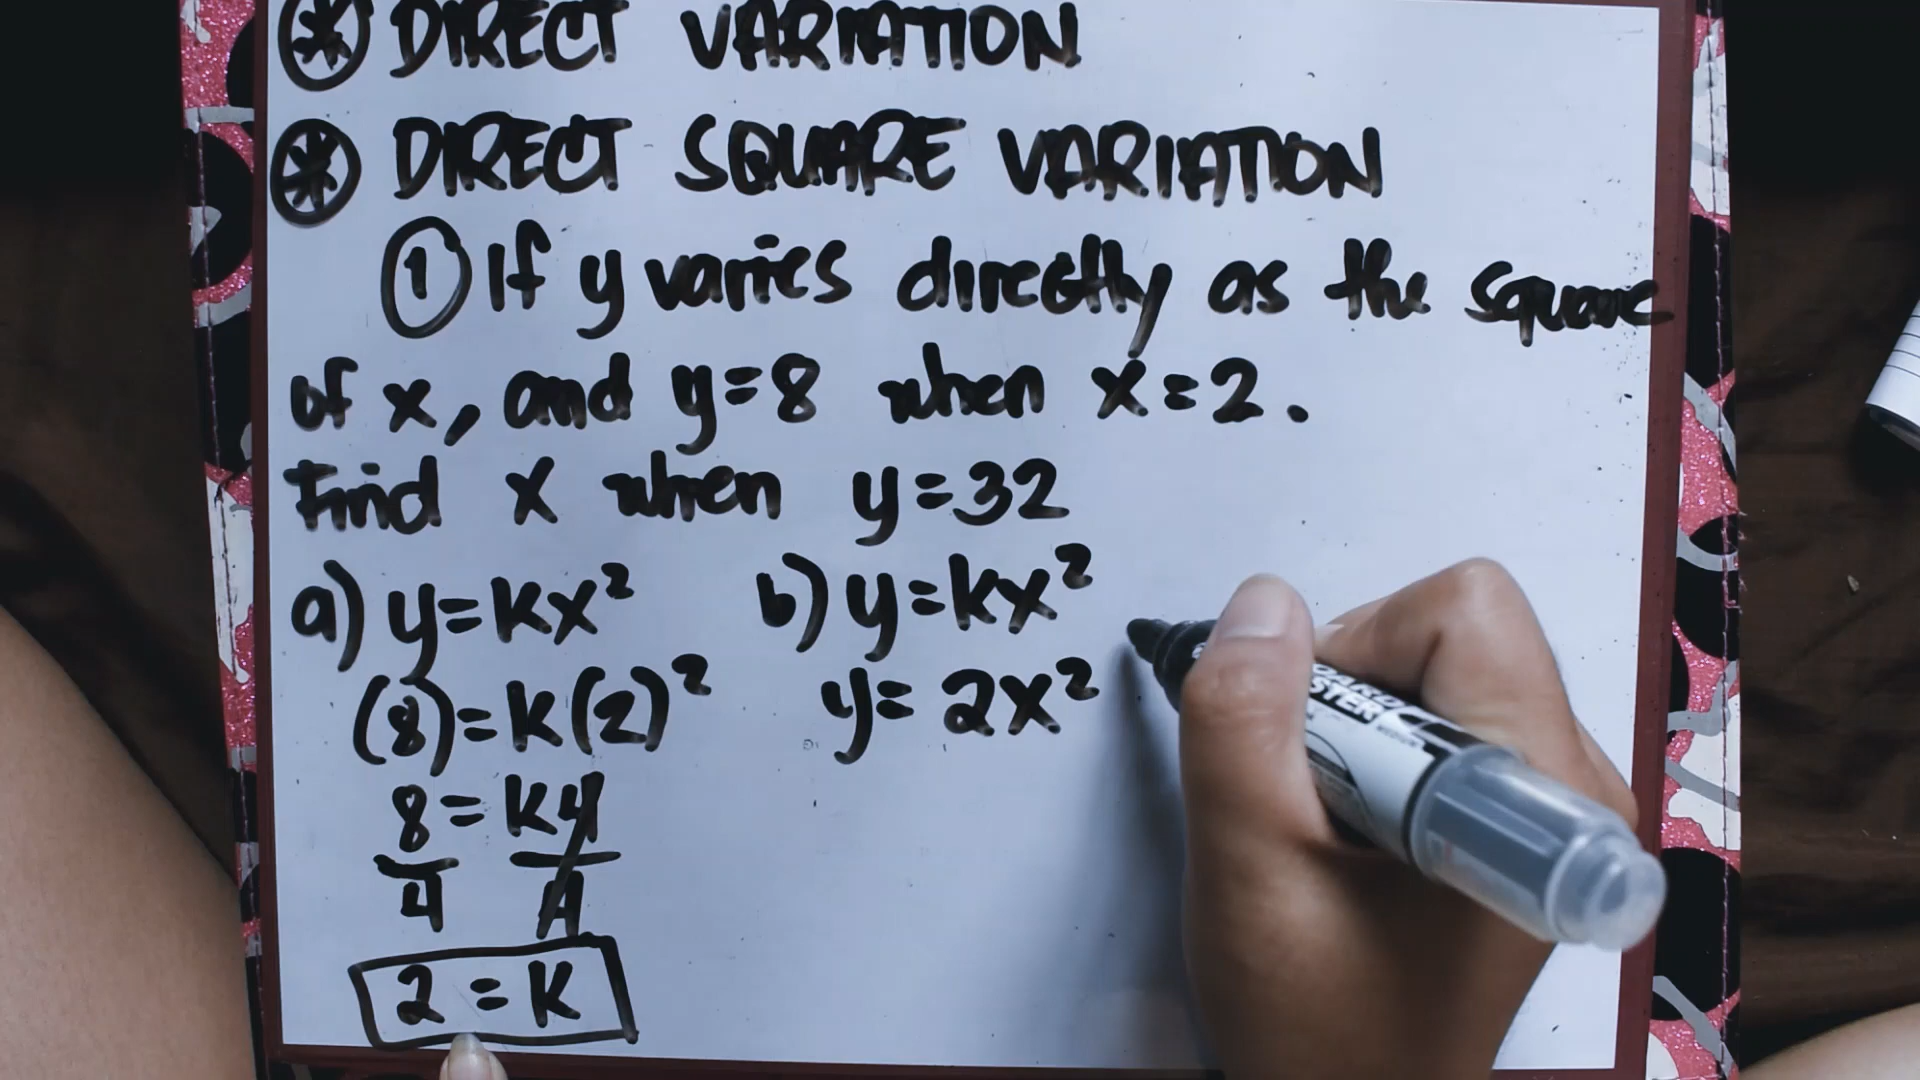 * DIRECT VARIATION
* DIRECT SQUARE VARIATION
① If y varies directly as the square
of x, and y=8 when x=2.
Find x when y=32
a) y=kx² b) y=kx²
(8)=k(2)² y=2x²
8 = k4
4 4
2=k